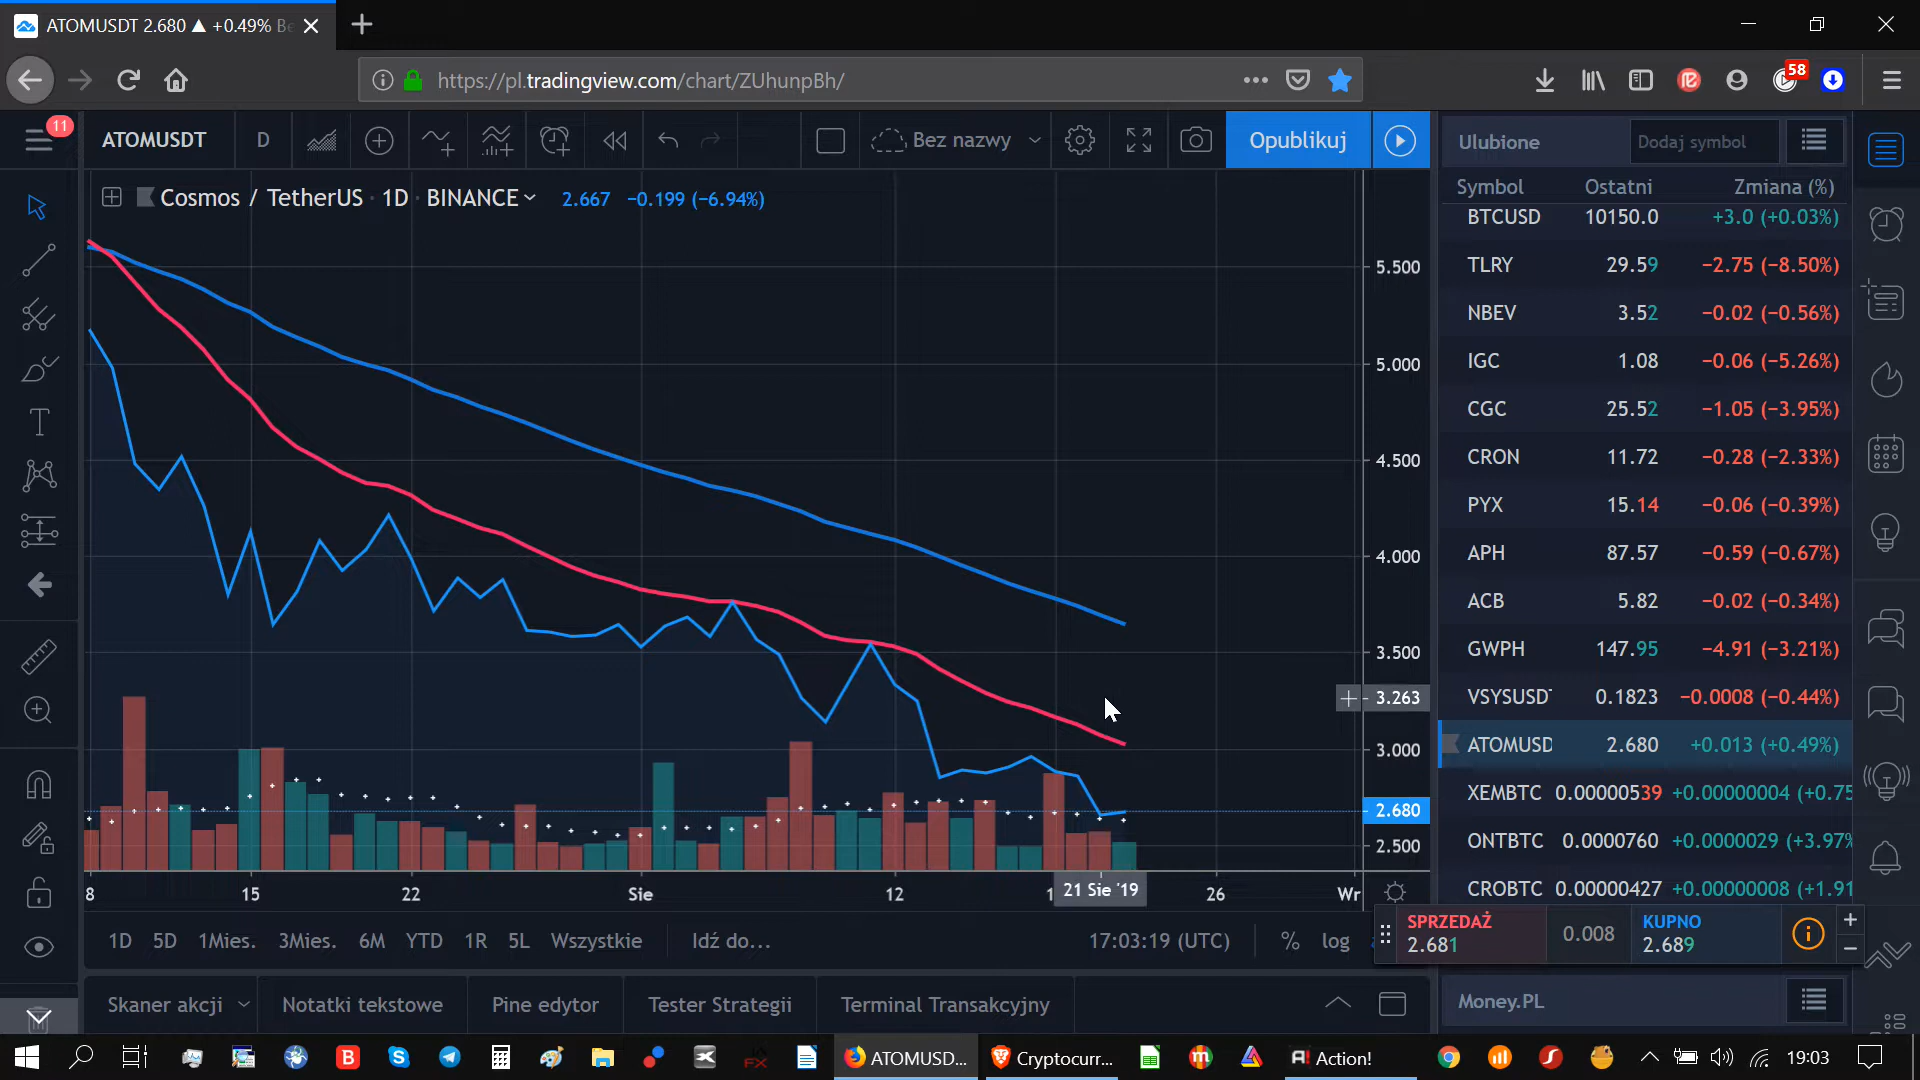 ATOMUSDT 2.680 ▲ +0.49% Be
https://pl.tradingview.com/chart/ZUhunpBh/
58
11
ATOMUSDT
D
Bez nazwy
Opublikuj
Ulubione
Dodaj symbol
Cosmos / TetherUS · 1D · BINANCE
2.667 −0.199 (−6.94%)
Symbol Ostatni Zmiana (%)
BTCUSD 10150.0 +3.0 (+0.03%)
TLRY 29.59 −2.75 (−8.50%)
NBEV 3.52 −0.02 (−0.56%)
IGC 1.08 −0.06 (−5.26%)
CGC 25.52 −1.05 (−3.95%)
CRON 11.72 −0.28 (−2.33%)
PYX 15.14 −0.06 (−0.39%)
APH 87.57 −0.59 (−0.67%)
ACB 5.82 −0.02 (−0.34%)
GWPH 147.95 −4.91 (−3.21%)
VSYSUSDT 0.1823 −0.0008 (−0.44%)
ATOMUSD 2.680 +0.013 (+0.49%)
XEMBTC 0.00000539 +0.00000004 (+0.75
ONTBTC 0.0000760 +0.0000029 (+3.97%
CROBTC 0.00000427 +0.00000008 (+1.91
5.500
5.000
4.500
4.000
3.500
3.263
3.000
2.680
2.500
8 15 22 Sie 12 1 21 Sie '19 26 Wr
1D 5D 1Mies. 3Mies. 6M YTD 1R 5L Wszystkie Idź do...
17:03:19 (UTC) % log
SPRZEDAŻ
2.681
0.008
KUPNO
2.689
Skaner akcji Notatki tekstowe Pine edytor Tester Strategii Terminal Transakcyjny
Money.PL
ATOMUSD...
Cryptocurr...
Action!
19:03